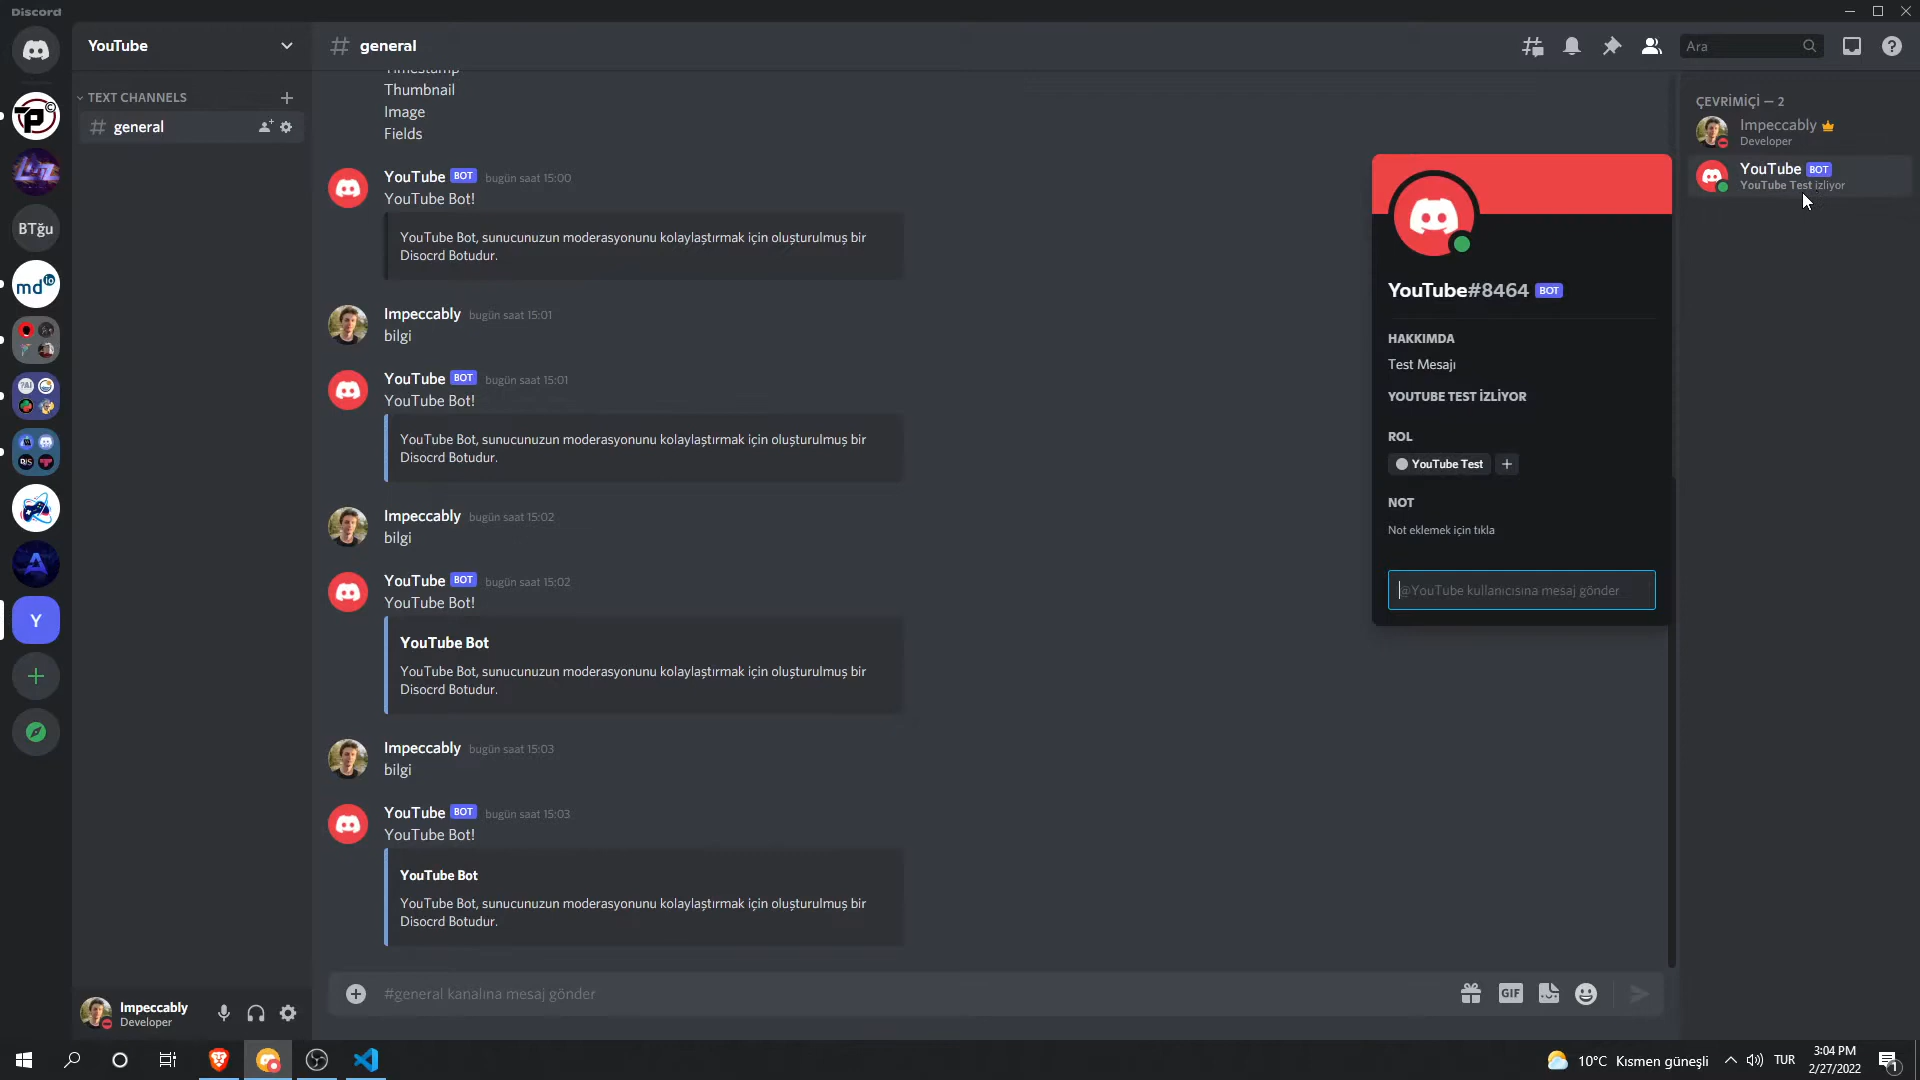 Discord
YouTube
TEXT CHANNELS
general
BTğu
md io
Y
Impeccably
Developer
general
Ara
Timestamp
Thumbnail
Image
Fields
YouTube BOT bugün saat 15:00
YouTube Bot!
YouTube Bot, sunucunuzun moderasyonunu kolaylaştırmak için oluşturulmuş bir
Disocrd Botudur.
Impeccably bugün saat 15:01
bilgi
YouTube BOT bugün saat 15:01
YouTube Bot!
YouTube Bot, sunucunuzun moderasyonunu kolaylaştırmak için oluşturulmuş bir
Disocrd Botudur.
Impeccably bugün saat 15:02
bilgi
YouTube BOT bugün saat 15:02
YouTube Bot!
YouTube Bot
YouTube Bot, sunucunuzun moderasyonunu kolaylaştırmak için oluşturulmuş bir
Disocrd Botudur.
Impeccably bugün saat 15:03
bilgi
YouTube BOT bugün saat 15:03
YouTube Bot!
YouTube Bot
YouTube Bot, sunucunuzun moderasyonunu kolaylaştırmak için oluşturulmuş bir
Disocrd Botudur.
#general kanalına mesaj gönder
GIF
YouTube#8464 BOT
HAKKIMDA
Test Mesajı
YOUTUBE TEST İZLİYOR
ROL
YouTube Test
NOT
Not eklemek için tıkla
@YouTube kullanıcısına mesaj gönder
ÇEVRİMİÇİ — 2
Impeccably
Developer
YouTube BOT
YouTube Test izliyor
10°C Kısmen güneşli
TUR
3:04 PM
2/27/2022
1